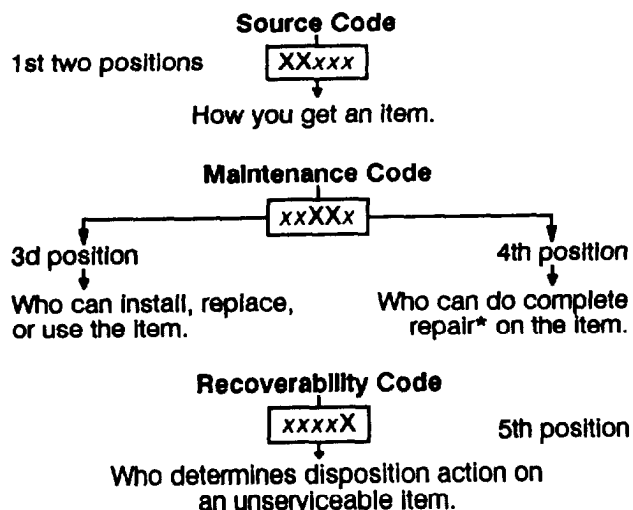 Source Code
1st two positions
XXxxx
How you get an item.
Maintenance Code
xxXXx
3d position
4th position
Who can install, replace,
or use the item.
Who can do complete
repair* on the item.
Recoverability Code
xxxxX
5th position
Who determines disposition action on
an unserviceable item.